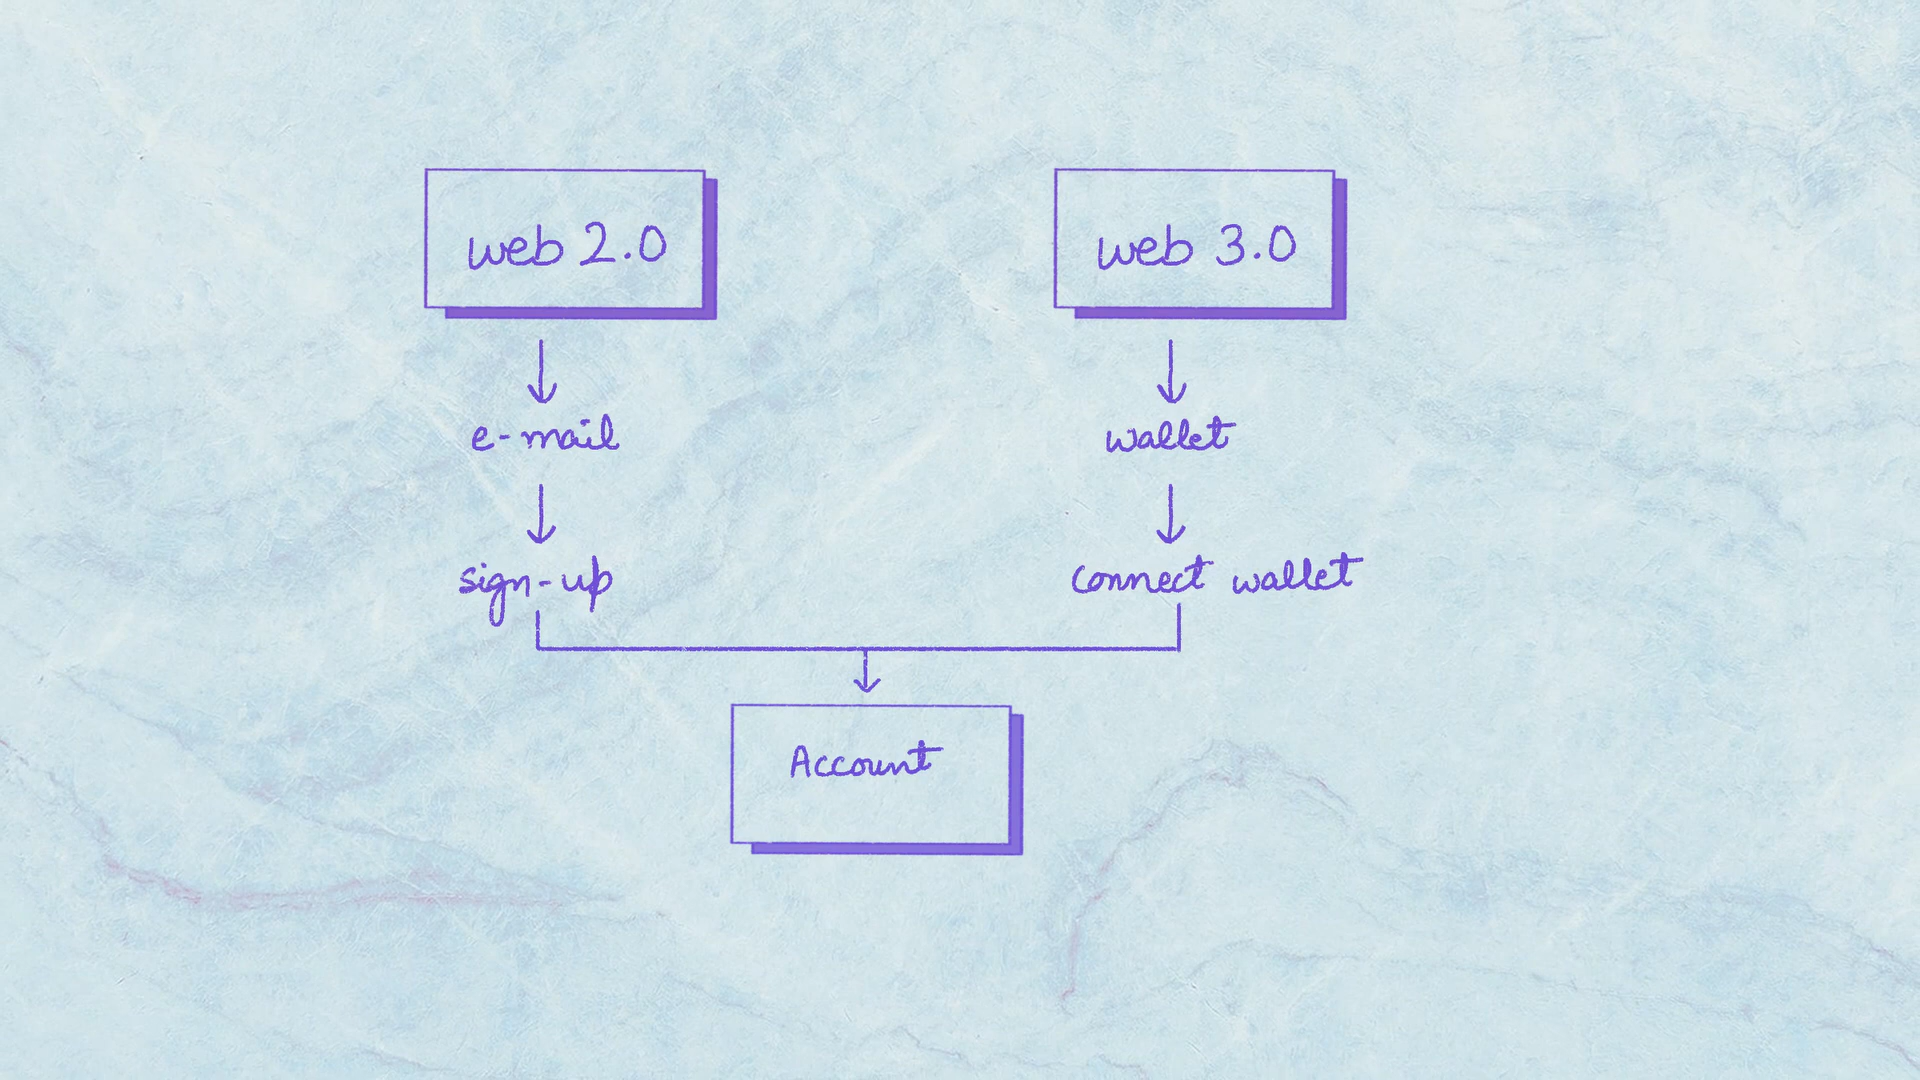 web 2.0
web 3.0
e-mail
wallet
sign-up
connect wallet
Account